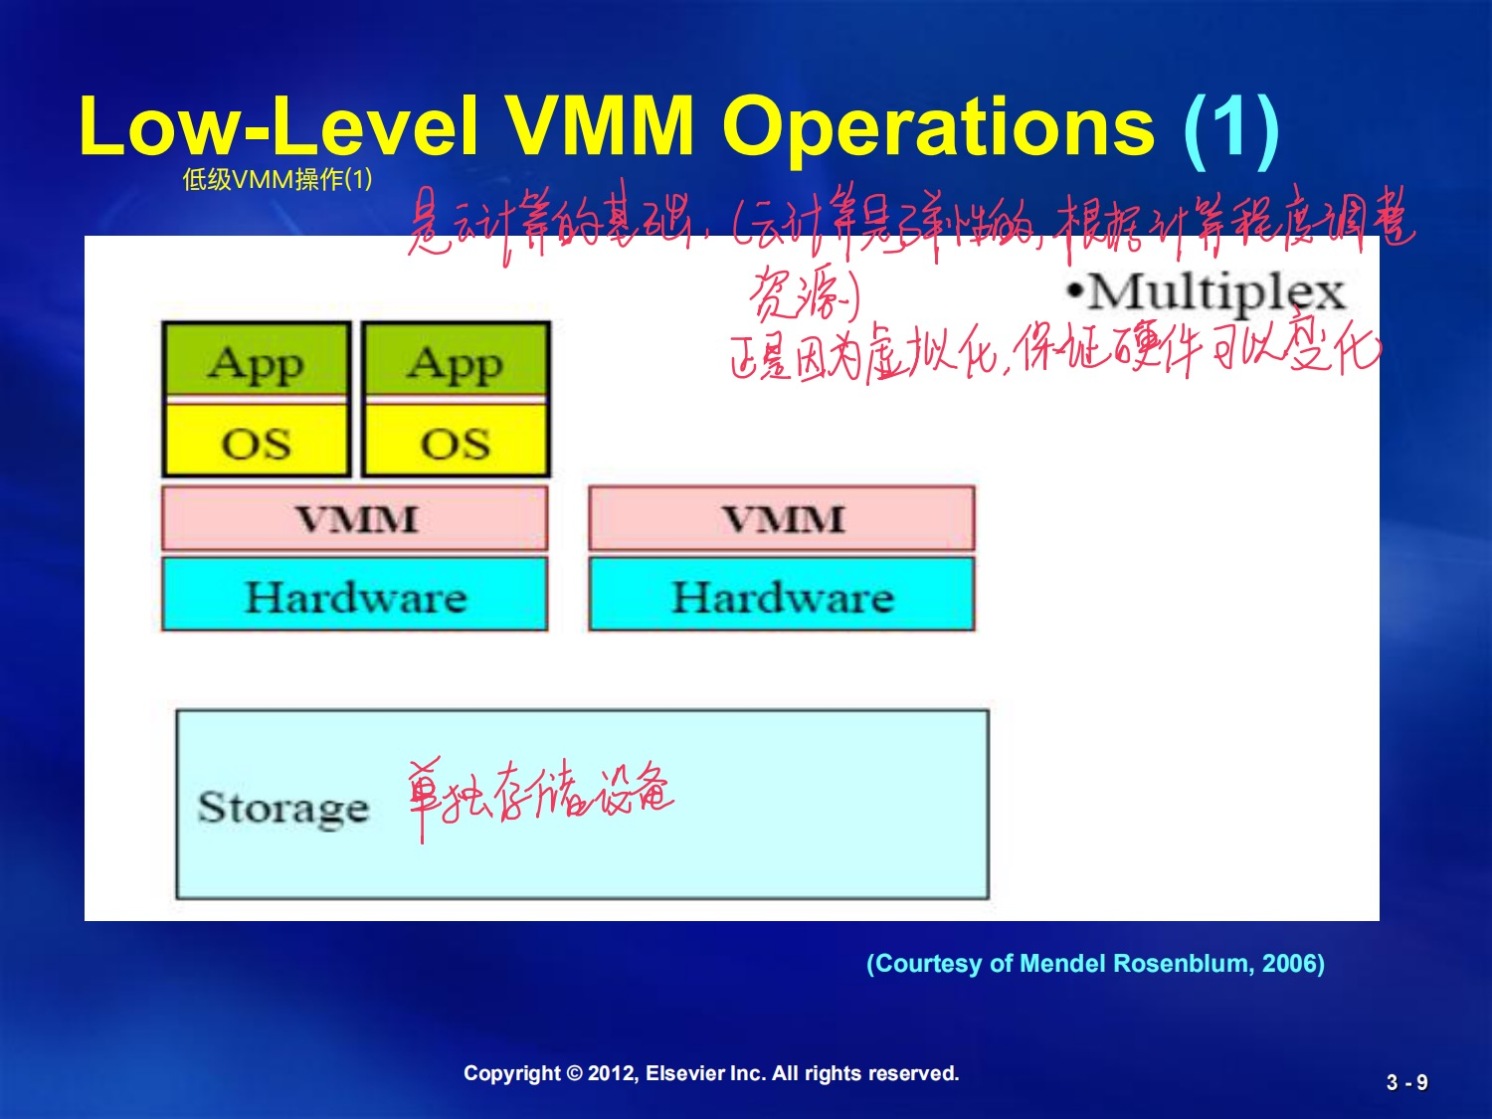 Low-Level VMM Operations (1)
低级VMM操作(1)
是云计算的基础,(云计算是弹性的,根据计算程度调整
资源)
•Multiplex
正是因为虚拟化,保证硬件可以变化
App App
OS OS
VMM VMM
Hardware Hardware
Storage 单独存储设备
(Courtesy of Mendel Rosenblum, 2006)
Copyright © 2012, Elsevier Inc. All rights reserved.
3 - 9